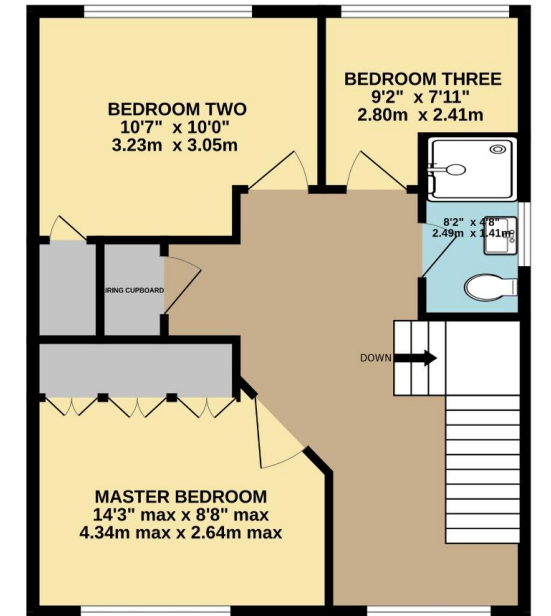 BEDROOM TWO
10'7" x 10'0"
3.23m x 3.05m
BEDROOM THREE
9'2" x 7'11"
2.80m x 2.41m
8'2" x 4'8"
2.49m x 1.41m
IRING CUPBOARD
DOWN
MASTER BEDROOM
14'3" max x 8'8" max
4.34m max x 2.64m max